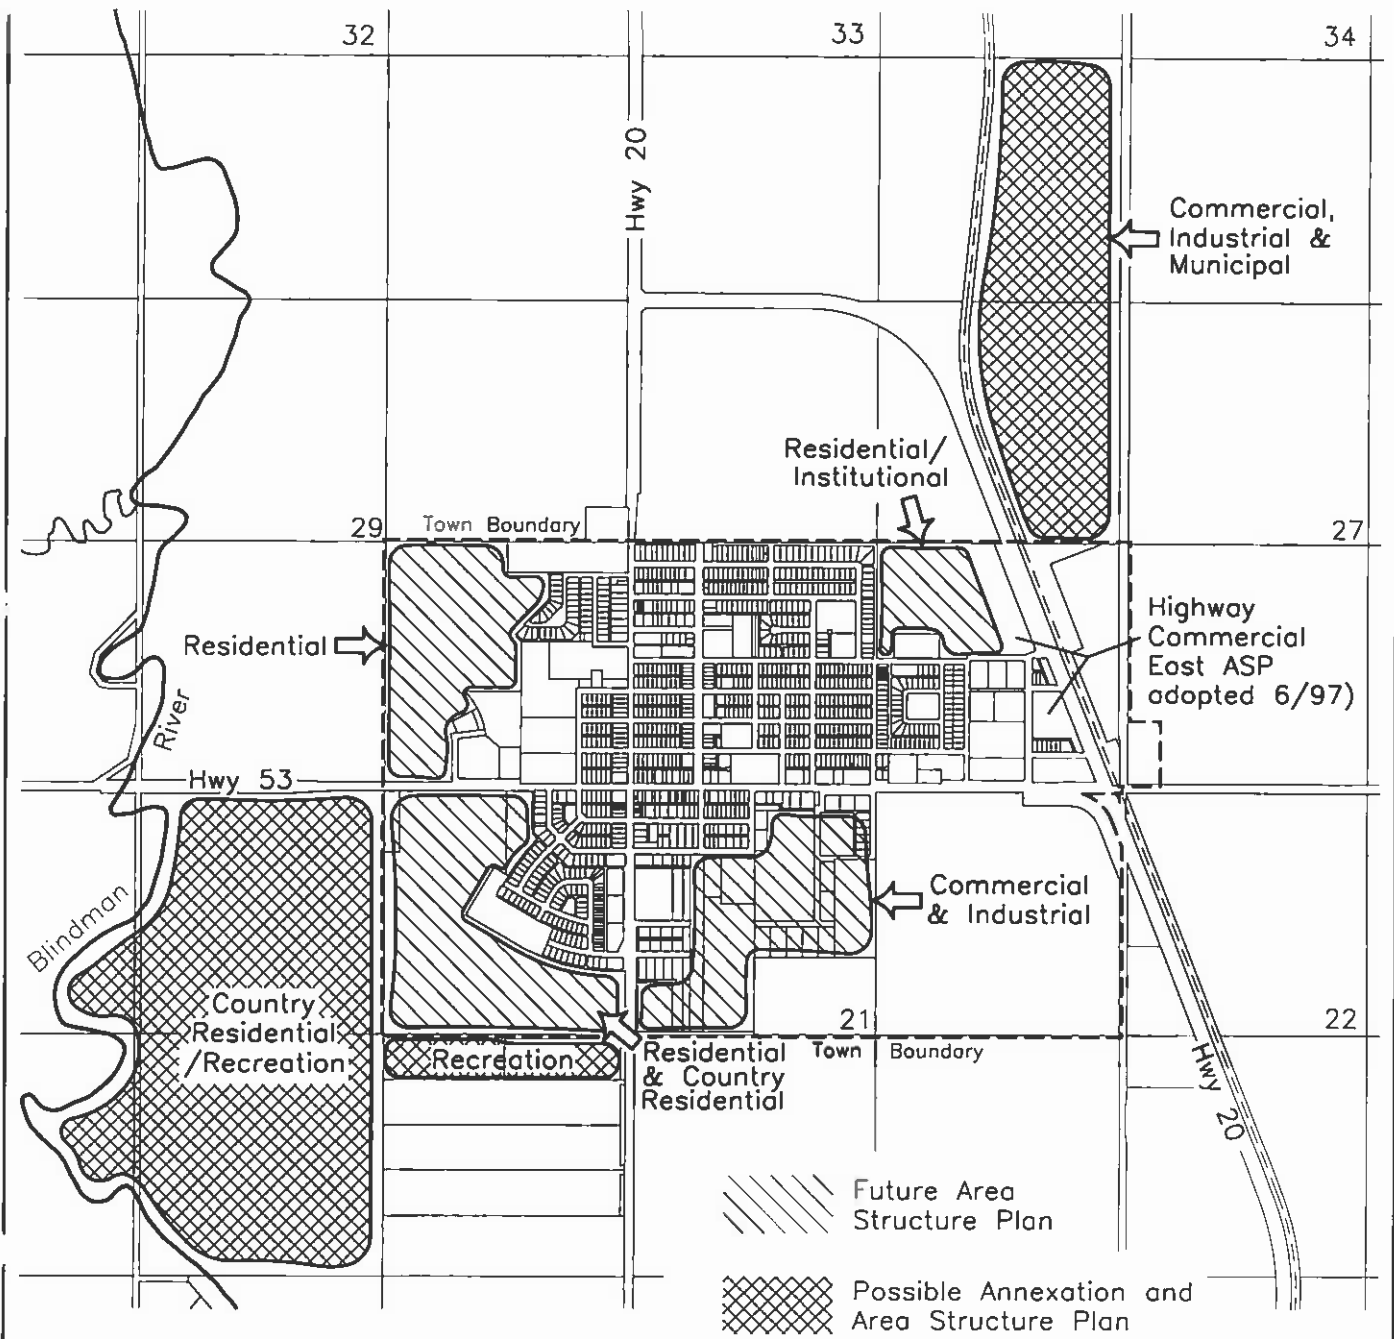 32
33
34
Hwy 20
Commercial,
Industrial &
Municipal
Residential/
Institutional
29
Town Boundary
27
Highway
Commercial
East ASP
adopted 6/97)
Residential
River
Hwy 53
Blindman
Commercial
& Industrial
Country
Residential
/Recreation
21
22
Recreation
Residential
& Country
Residential
Town Boundary
Hwy 20
Future Area
Structure Plan
Possible Annexation and
Area Structure Plan